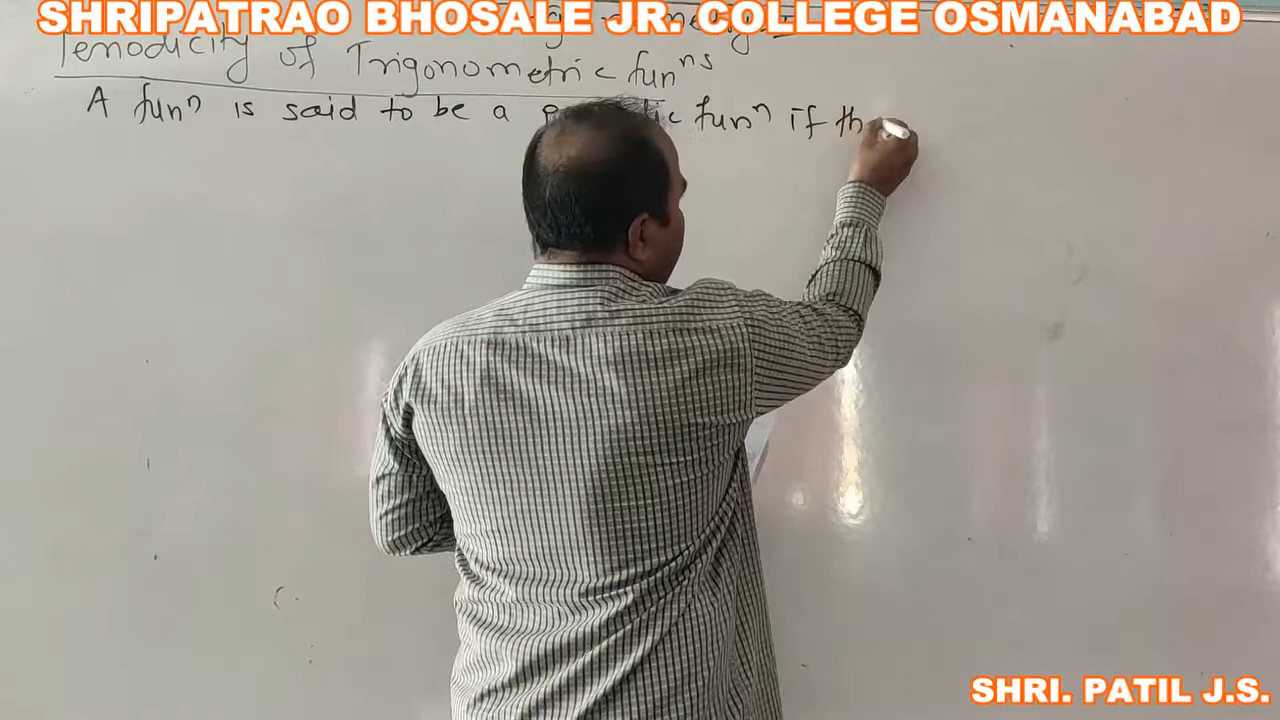 SHRIPATRAO BHOSALE JR. COLLEGE OSMANABAD
Periodicity of Trigonometric funⁿˢ
A funⁿ is said to be a funⁿ if th
SHRI. PATIL J.S.